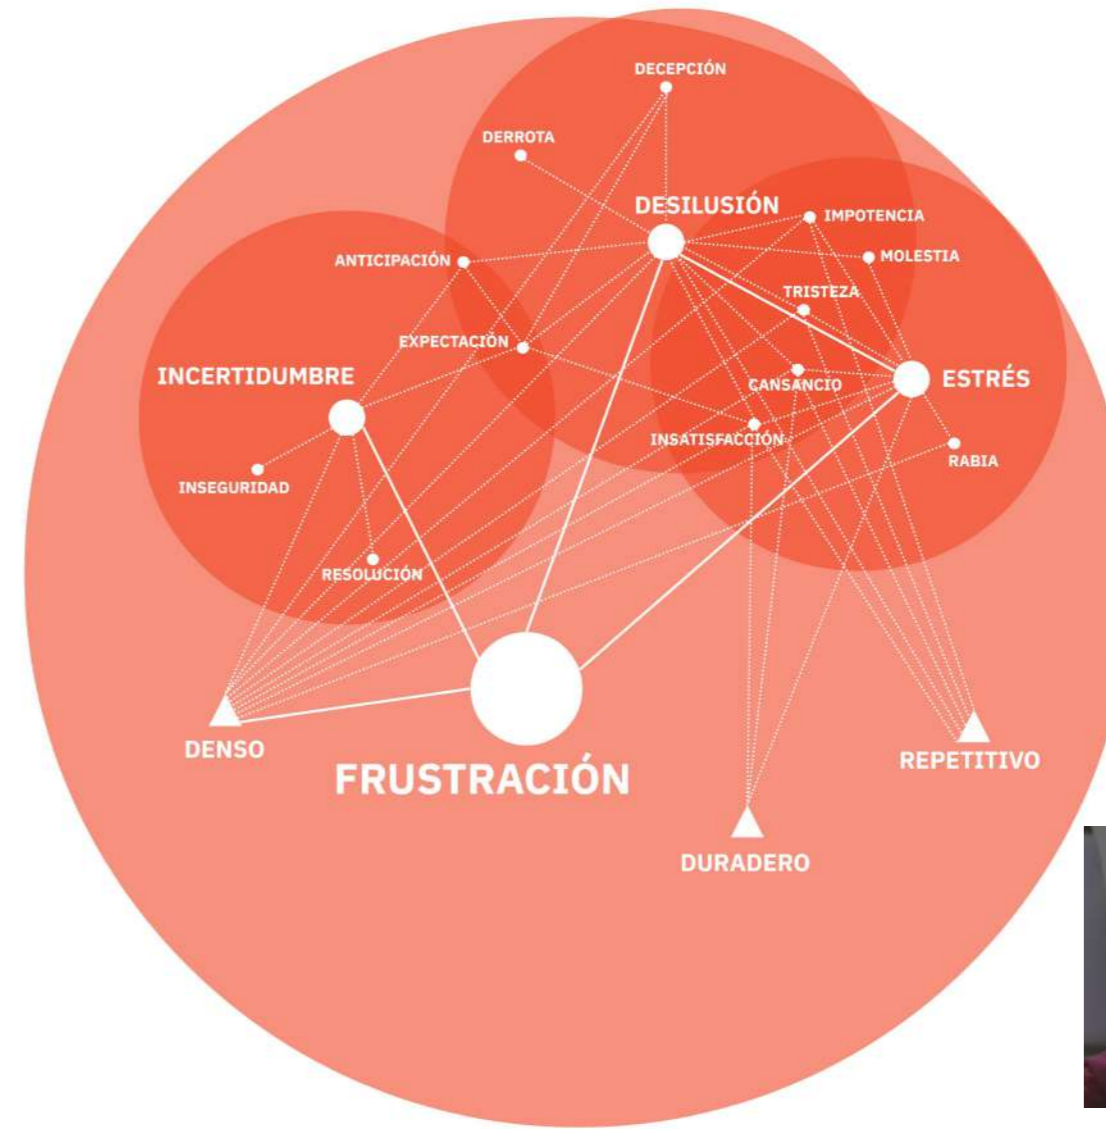 DECEPCIÓN
DERROTA
DESILUSIÓN
IMPOTENCIA
ANTICIPACIÓN
MOLESTIA
TRISTEZA
EXPECTACIÓN
INCERTIDUMBRE
CANSANCIO
ESTRÉS
INSATISFACCIÓN
RABIA
INSEGURIDAD
RESOLUCIÓN
DENSO
REPETITIVO
FRUSTRACIÓN
DURADERO